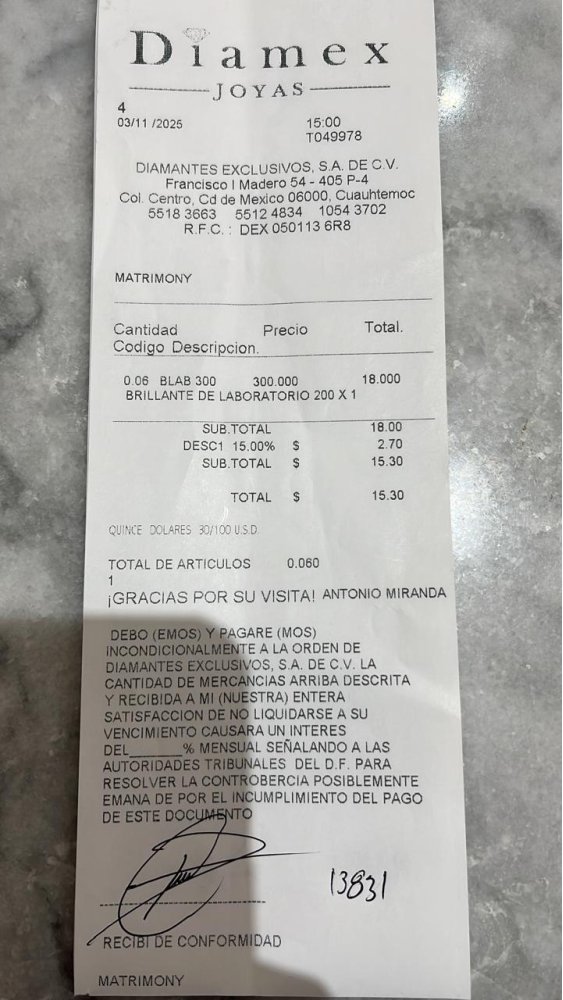 Diamex
JOYAS
4
03/11 /2025 15:00
T049978
DIAMANTES EXCLUSIVOS, S.A. DE C.V.
Francisco I Madero 54 - 405 P-4
Col. Centro, Cd de Mexico 06000, Cuauhtemoc
5518 3663 5512 4834 1054 3702
R.F.C. : DEX 050113 6R8
MATRIMONY
Cantidad Precio Total.
Codigo Descripcion.
0.06 BLAB 300 300.000 18.000
BRILLANTE DE LABORATORIO 200 X 1
SUB.TOTAL 18.00
DESC1 15.00% $ 2.70
SUB.TOTAL $ 15.30
TOTAL $ 15.30
QUINCE DOLARES 30/100 U.S.D.
TOTAL DE ARTICULOS 0.060
1
¡GRACIAS POR SU VISITA! ANTONIO MIRANDA
DEBO (EMOS) Y PAGARE (MOS)
INCONDICIONALMENTE A LA ORDEN DE
DIAMANTES EXCLUSIVOS, S.A. DE C.V. LA
CANTIDAD DE MERCANCIAS ARRIBA DESCRITA
Y RECIBIDA A MI (NUESTRA) ENTERA
SATISFACCION DE NO LIQUIDARSE A SU
VENCIMIENTO CAUSARA UN INTERES
DEL______% MENSUAL SEÑALANDO A LAS
AUTORIDADES TRIBUNALES DEL D.F. PARA
RESOLVER LA CONTROBERCIA POSIBLEMENTE
EMANA DE POR EL INCUMPLIMIENTO DEL PAGO
DE ESTE DOCUMENTO
13831
RECIBI DE CONFORMIDAD
MATRIMONY